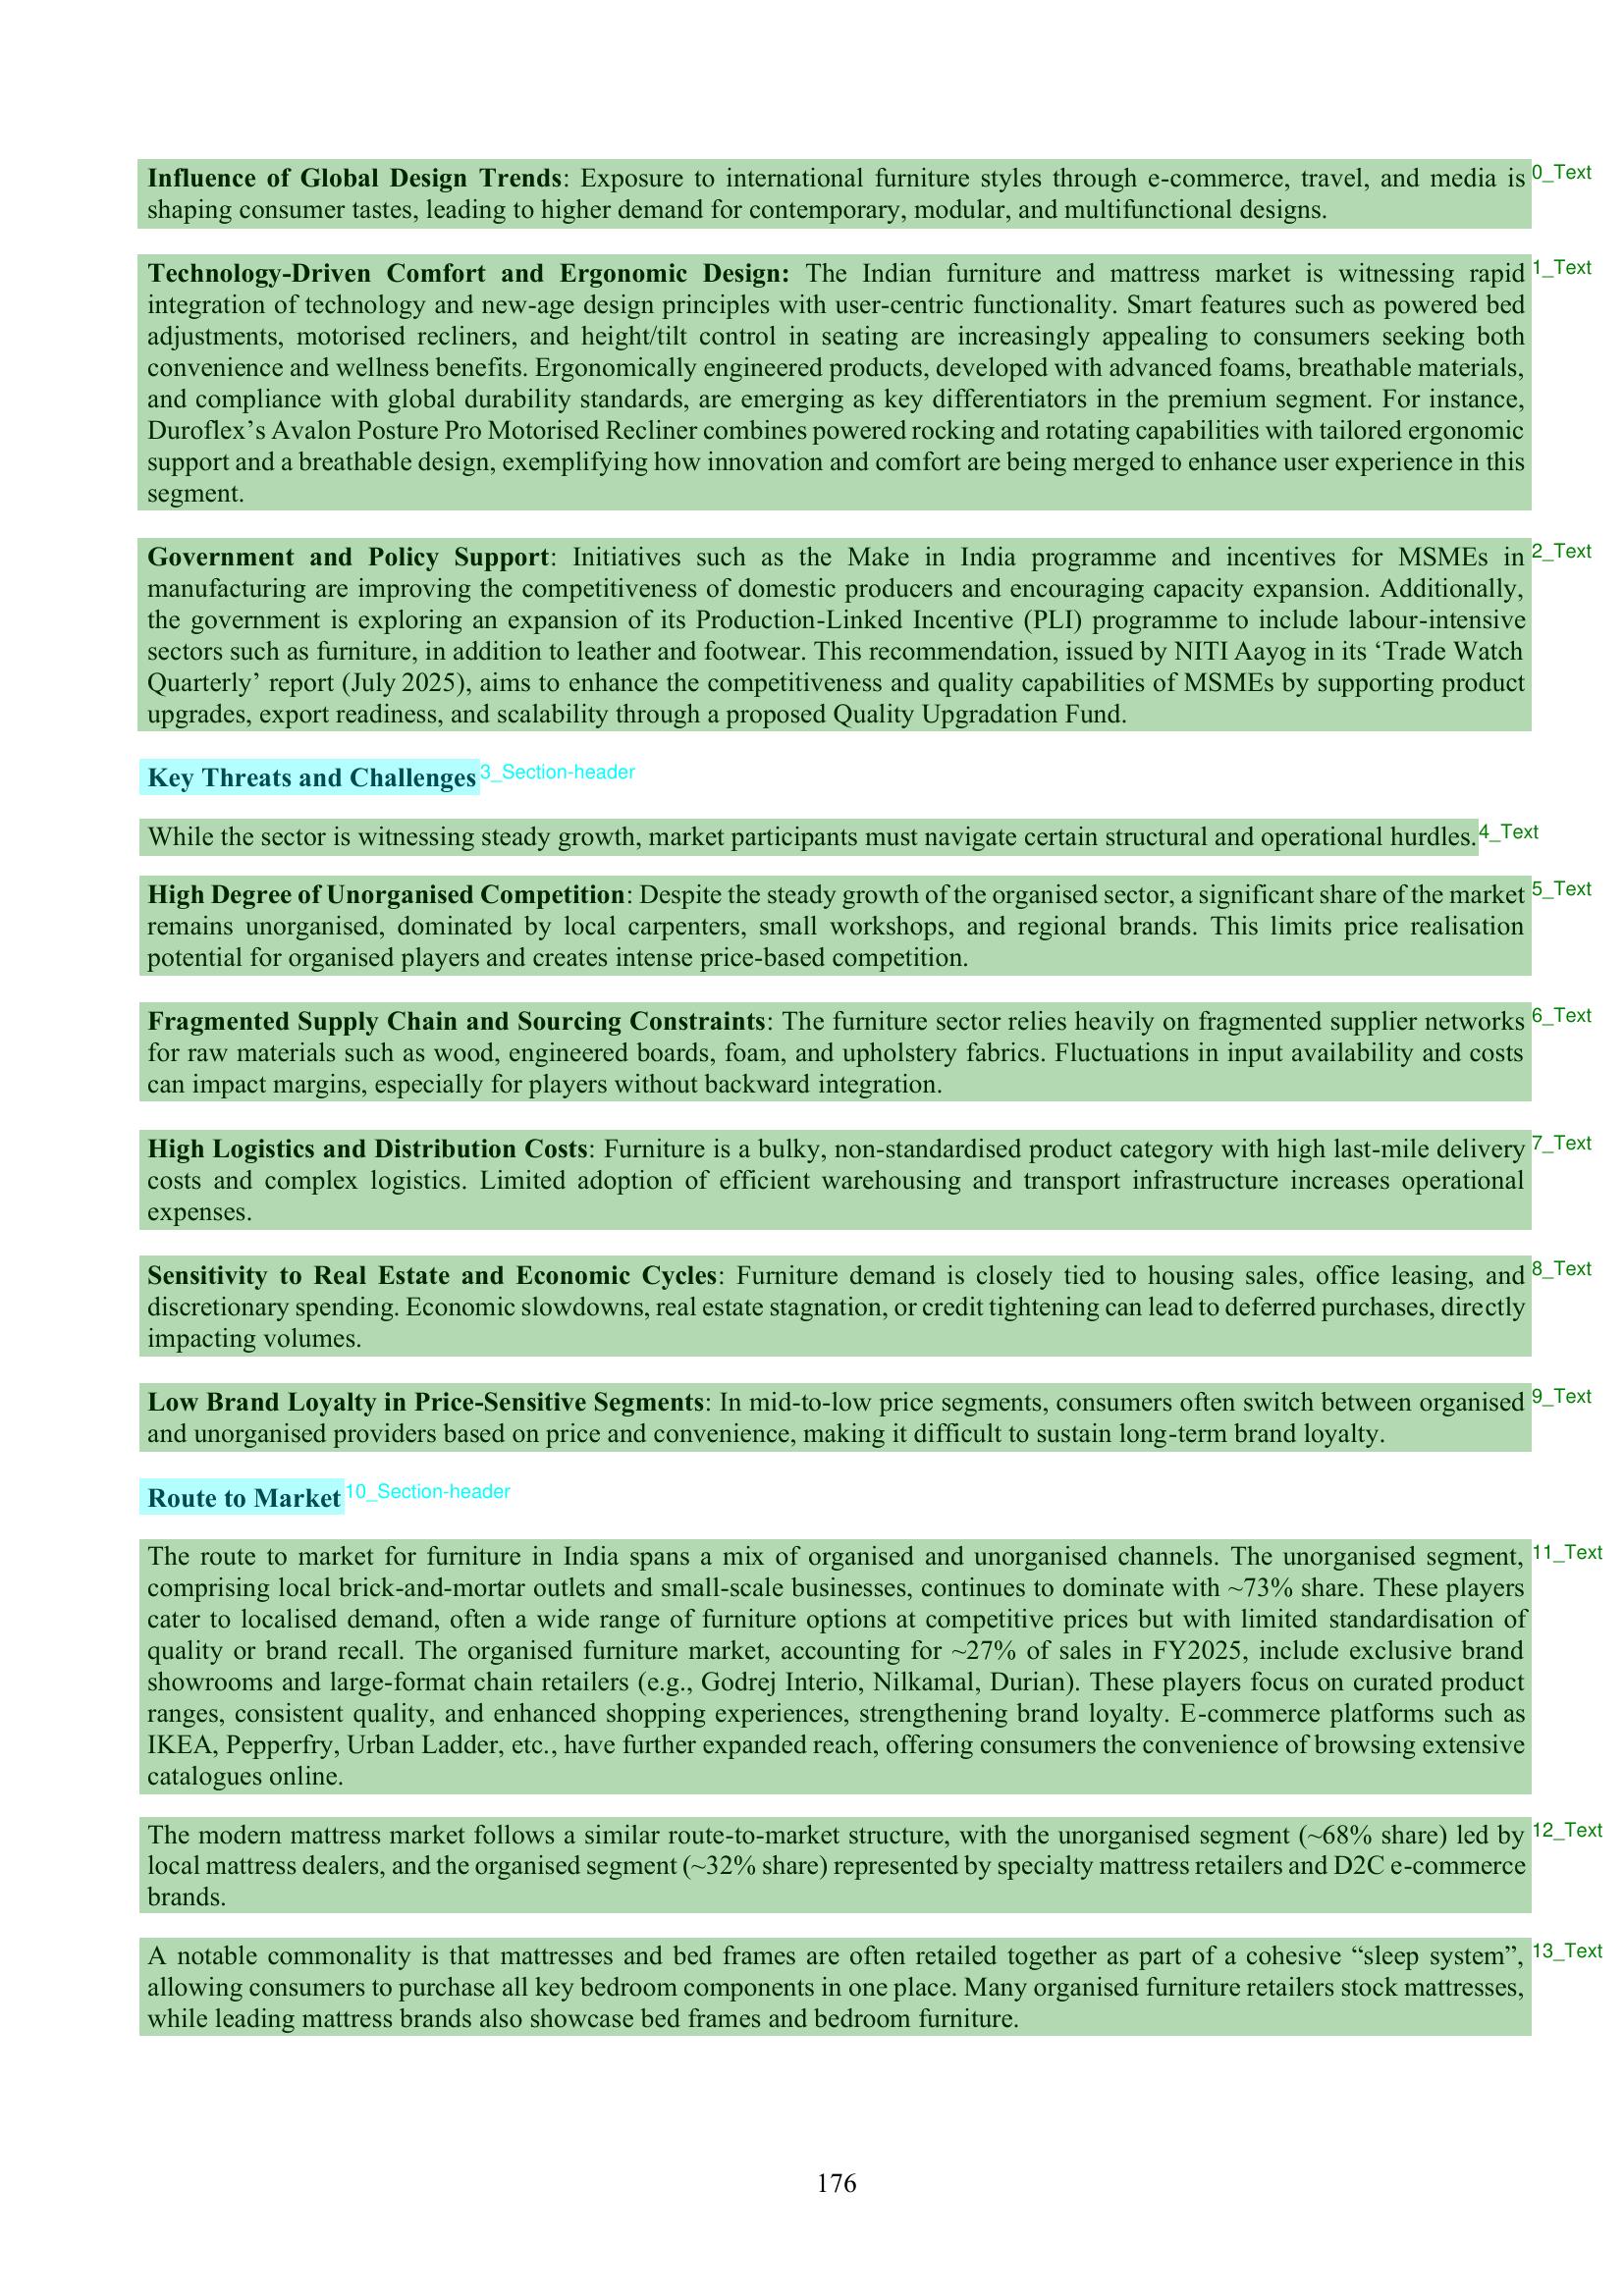 Influence of Global Design Trends: Exposure to international furniture styles through e-commerce, travel, and media is 0_Text
shaping consumer tastes, leading to higher demand for contemporary, modular, and multifunctional designs.
Technology-Driven Comfort and Ergonomic Design: The Indian furniture and mattress market is witnessing rapid 1_Text
integration of technology and new-age design principles with user-centric functionality. Smart features such as powered bed
adjustments, motorised recliners, and height/tilt control in seating are increasingly appealing to consumers seeking both
convenience and wellness benefits. Ergonomically engineered products, developed with advanced foams, breathable materials,
and compliance with global durability standards, are emerging as key differentiators in the premium segment. For instance,
Duroflex’s Avalon Posture Pro Motorised Recliner combines powered rocking and rotating capabilities with tailored ergonomic
support and a breathable design, exemplifying how innovation and comfort are being merged to enhance user experience in this
segment.
Government and Policy Support: Initiatives such as the Make in India programme and incentives for MSMEs in 2_Text
manufacturing are improving the competitiveness of domestic producers and encouraging capacity expansion. Additionally,
the government is exploring an expansion of its Production-Linked Incentive (PLI) programme to include labour-intensive
sectors such as furniture, in addition to leather and footwear. This recommendation, issued by NITI Aayog in its ‘Trade Watch
Quarterly’ report (July 2025), aims to enhance the competitiveness and quality capabilities of MSMEs by supporting product
upgrades, export readiness, and scalability through a proposed Quality Upgradation Fund.
Key Threats and Challenges 3_Section-header
While the sector is witnessing steady growth, market participants must navigate certain structural and operational hurdles. 4_Text
High Degree of Unorganised Competition: Despite the steady growth of the organised sector, a significant share of the market 5_Text
remains unorganised, dominated by local carpenters, small workshops, and regional brands. This limits price realisation
potential for organised players and creates intense price-based competition.
Fragmented Supply Chain and Sourcing Constraints: The furniture sector relies heavily on fragmented supplier networks 6_Text
for raw materials such as wood, engineered boards, foam, and upholstery fabrics. Fluctuations in input availability and costs
can impact margins, especially for players without backward integration.
High Logistics and Distribution Costs: Furniture is a bulky, non-standardised product category with high last-mile delivery 7_Text
costs and complex logistics. Limited adoption of efficient warehousing and transport infrastructure increases operational
expenses.
Sensitivity to Real Estate and Economic Cycles: Furniture demand is closely tied to housing sales, office leasing, and 8_Text
discretionary spending. Economic slowdowns, real estate stagnation, or credit tightening can lead to deferred purchases, directly
impacting volumes.
Low Brand Loyalty in Price-Sensitive Segments: In mid-to-low price segments, consumers often switch between organised 9_Text
and unorganised providers based on price and convenience, making it difficult to sustain long-term brand loyalty.
Route to Market 10_Section-header
The route to market for furniture in India spans a mix of organised and unorganised channels. The unorganised segment, 11_Text
comprising local brick-and-mortar outlets and small-scale businesses, continues to dominate with ~73% share. These players
cater to localised demand, often a wide range of furniture options at competitive prices but with limited standardisation of
quality or brand recall. The organised furniture market, accounting for ~27% of sales in FY2025, include exclusive brand
showrooms and large-format chain retailers (e.g., Godrej Interio, Nilkamal, Durian). These players focus on curated product
ranges, consistent quality, and enhanced shopping experiences, strengthening brand loyalty. E-commerce platforms such as
IKEA, Pepperfry, Urban Ladder, etc., have further expanded reach, offering consumers the convenience of browsing extensive
catalogues online.
The modern mattress market follows a similar route-to-market structure, with the unorganised segment (~68% share) led by 12_Text
local mattress dealers, and the organised segment (~32% share) represented by specialty mattress retailers and D2C e-commerce
brands.
A notable commonality is that mattresses and bed frames are often retailed together as part of a cohesive “sleep system”, 13_Text
allowing consumers to purchase all key bedroom components in one place. Many organised furniture retailers stock mattresses,
while leading mattress brands also showcase bed frames and bedroom furniture.
176